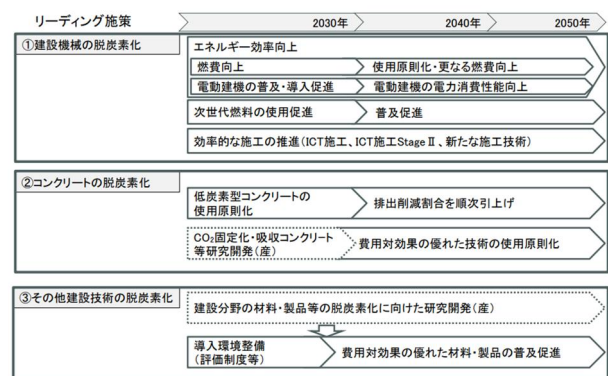 リーディング施策
2030年
2040年
2050年
①建設機械の脱炭素化
エネルギー効率向上
燃費向上
使用原則化・更なる燃費向上
電動建機の普及・導入促進
電動建機の電力消費性能向上
次世代燃料の使用促進
普及促進
効率的な施工の推進(ICT施工、ICT施工StageⅡ、新たな施工技術)
②コンクリートの脱炭素化
低炭素型コンクリートの
使用原則化
排出削減割合を順次引上げ
CO₂固定化・吸収コンクリート
等研究開発(産)
費用対効果の優れた技術の使用原則化
③その他建設技術の脱炭素化
建設分野の材料・製品等の脱炭素化に向けた研究開発(産)
導入環境整備
(評価制度等)
費用対効果の優れた材料・製品の普及促進